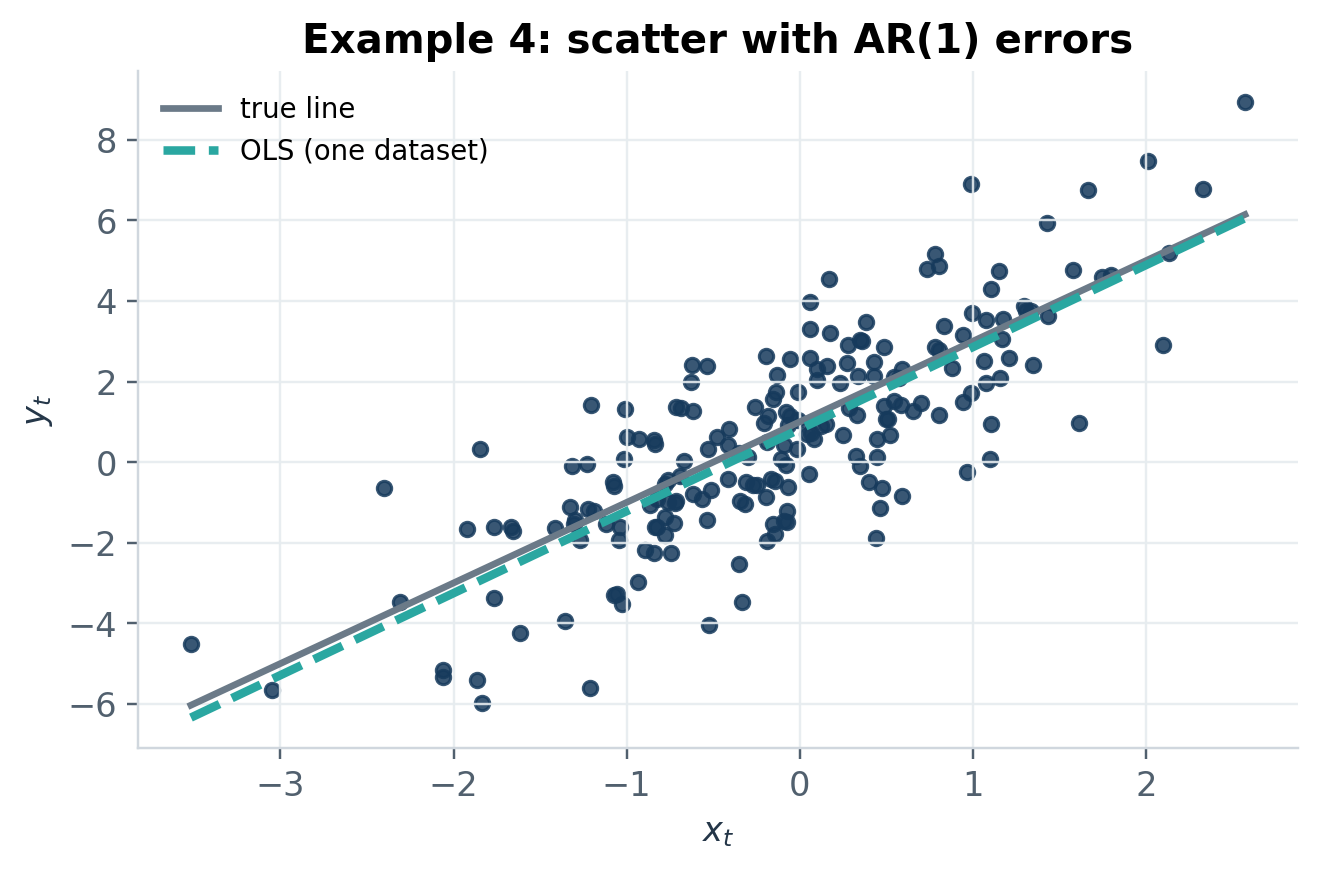 Example 4: scatter with AR(1) errors
true line
OLS (one dataset)
8
6
4
2
0
−2
−4
−6
y_t
−3 −2 −1 0 1 2
x_t